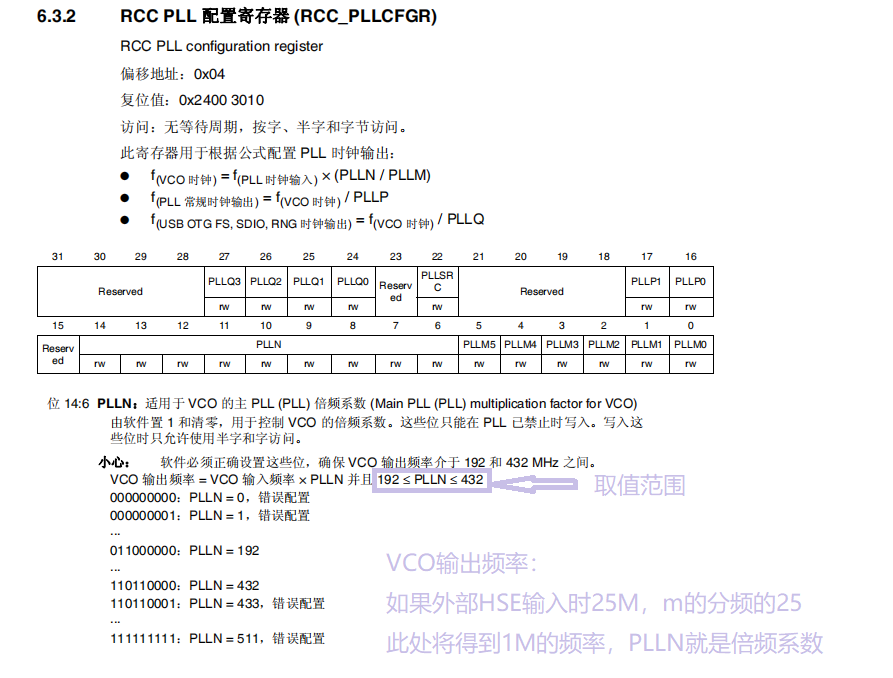 6.3.2 RCC PLL 配置寄存器 (RCC_PLLCFGR)
RCC PLL configuration register
偏移地址：0x04
复位值：0x2400 3010
访问：无等待周期，按字、半字和字节访问。
此寄存器用于根据公式配置 PLL 时钟输出：
● f(VCO 时钟) = f(PLL 时钟输入) × (PLLN / PLLM)
● f(PLL 常规时钟输出) = f(VCO 时钟) / PLLP
● f(USB OTG FS, SDIO, RNG 时钟输出) = f(VCO 时钟) / PLLQ
31 30 29 28 27 26 25 24 23 22 21 20 19 18 17 16
Reserved PLLQ3 PLLQ2 PLLQ1 PLLQ0 Reserv ed PLLSR C Reserved PLLP1 PLLP0
rw rw rw rw rw rw rw
15 14 13 12 11 10 9 8 7 6 5 4 3 2 1 0
Reserv ed PLLN PLLM5 PLLM4 PLLM3 PLLM2 PLLM1 PLLM0
rw rw rw rw rw rw rw rw rw rw rw rw rw rw rw
位 14:6 PLLN：适用于 VCO 的主 PLL (PLL) 倍频系数 (Main PLL (PLL) multiplication factor for VCO)
由软件置 1 和清零，用于控制 VCO 的倍频系数。这些位只能在 PLL 已禁止时写入。写入这
些位时只允许使用半字和字访问。
小心： 软件必须正确设置这些位，确保 VCO 输出频率介于 192 和 432 MHz 之间。
VCO 输出频率 = VCO 输入频率 × PLLN 并且 192 ≤ PLLN ≤ 432
取值范围
000000000：PLLN = 0，错误配置
000000001：PLLN = 1，错误配置
...
011000000：PLLN = 192
...
110110000：PLLN = 432
110110001：PLLN = 433，错误配置
...
111111111：PLLN = 511，错误配置
VCO输出频率：
如果外部HSE输入时25M，m的分频的25
此处将得到1M的频率，PLLN就是倍频系数